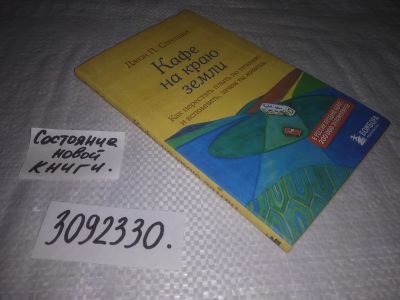 Джон П. Стрелеки
Кафе
на краю
земли
Как перестать плыть по течению
и вспомнить, зачем ты живешь
БОМБОРА
Состояние
новой
книги.
3092330.